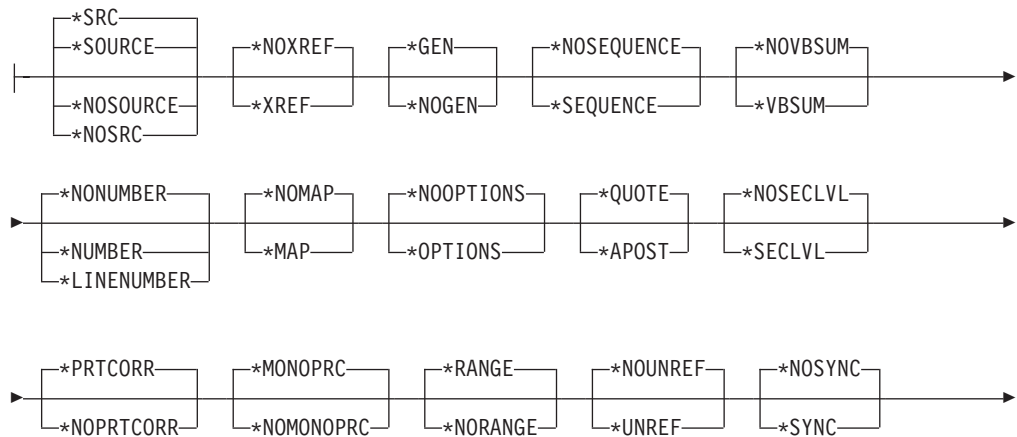 *SRC
*SOURCE *NOXREF *GEN *NOSEQUENCE *NOVBSUM
*NOSOURCE *XREF *NOGEN *SEQUENCE *VBSUM
*NOSRC
*NONUMBER *NOMAP *NOOPTIONS *QUOTE *NOSECLVL
*NUMBER *MAP *OPTIONS *APOST *SECLVL
*LINENUMBER
*PRTCORR *MONOPRC *RANGE *NOUNREF *NOSYNC
*NOPRTCORR *NOMONOPRC *NORANGE *UNREF *SYNC